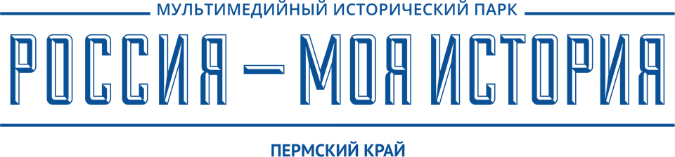 МУЛЬТИМЕДИЙНЫЙ ИСТОРИЧЕСКИЙ ПАРК
РОССИЯ — МОЯ ИСТОРИЯ
ПЕРМСКИЙ КРАЙ